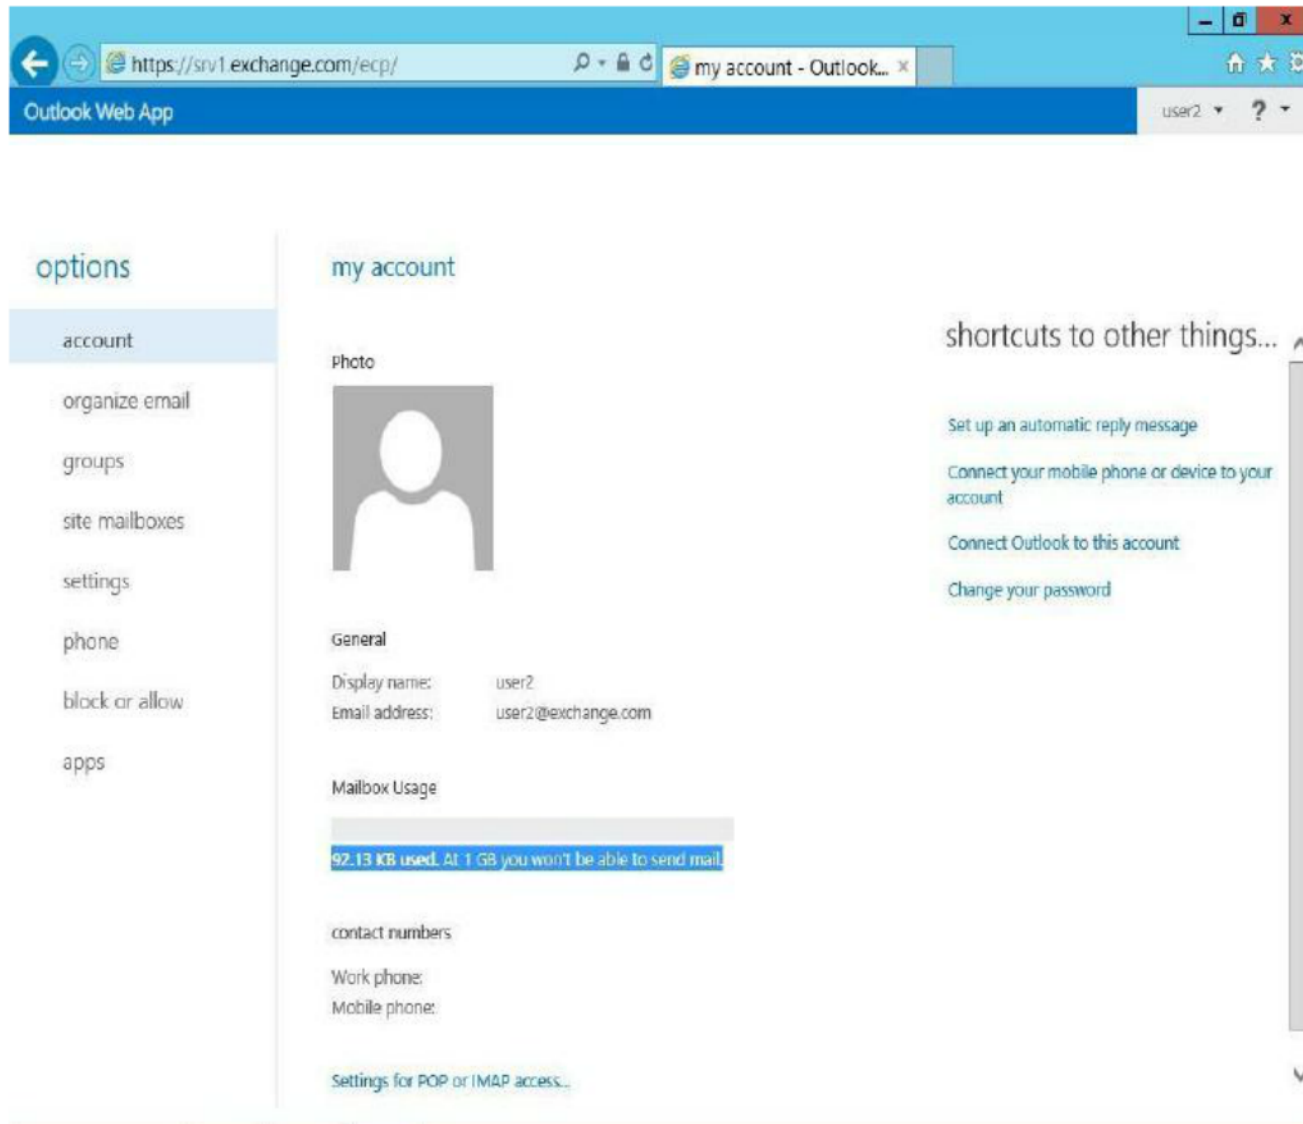 https://srv1.exchange.com/ecp/
my account - Outlook...
Outlook Web App
user2
?
options
account
organize email
groups
site mailboxes
settings
phone
block or allow
apps
my account
Photo
General
Display name: user2
Email address: user2@exchange.com
Mailbox Usage
92.13 KB used. At 1 GB you won't be able to send mail.
contact numbers
Work phone:
Mobile phone:
Settings for POP or IMAP access...
shortcuts to other things...
Set up an automatic reply message
Connect your mobile phone or device to your
account
Connect Outlook to this account
Change your password